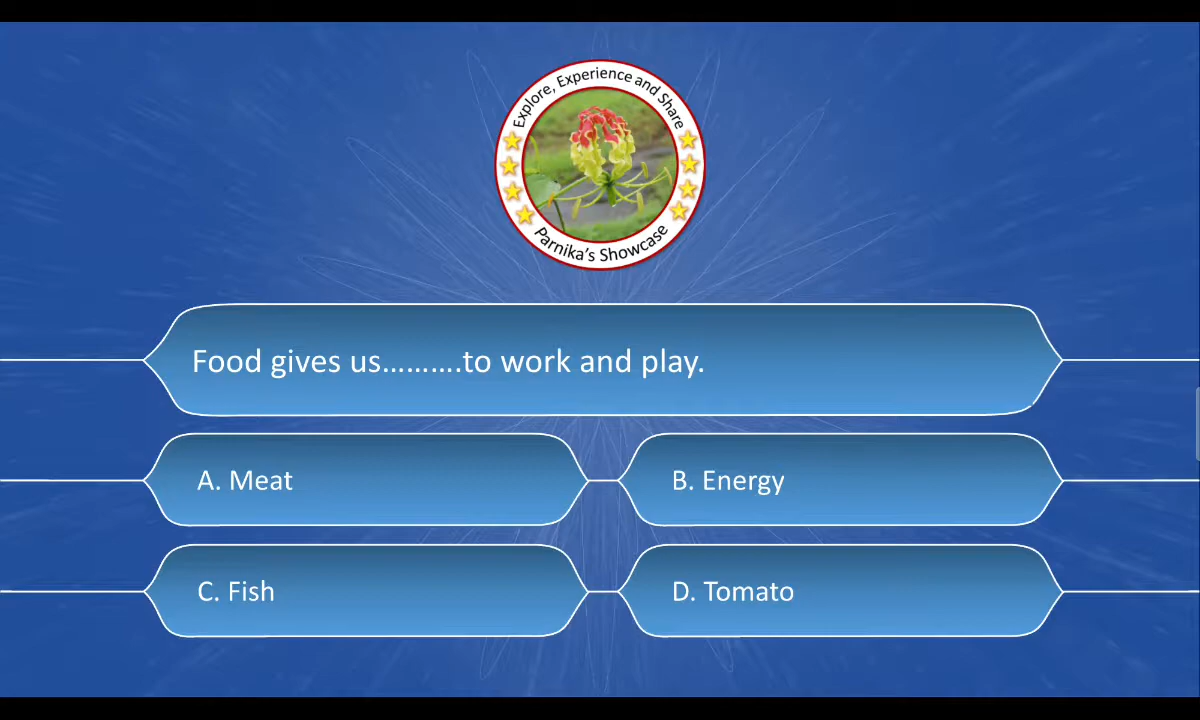 Explore, Experience and Share
Parnika's Showcase
Food gives us..........to work and play.
A. Meat
B. Energy
C. Fish
D. Tomato